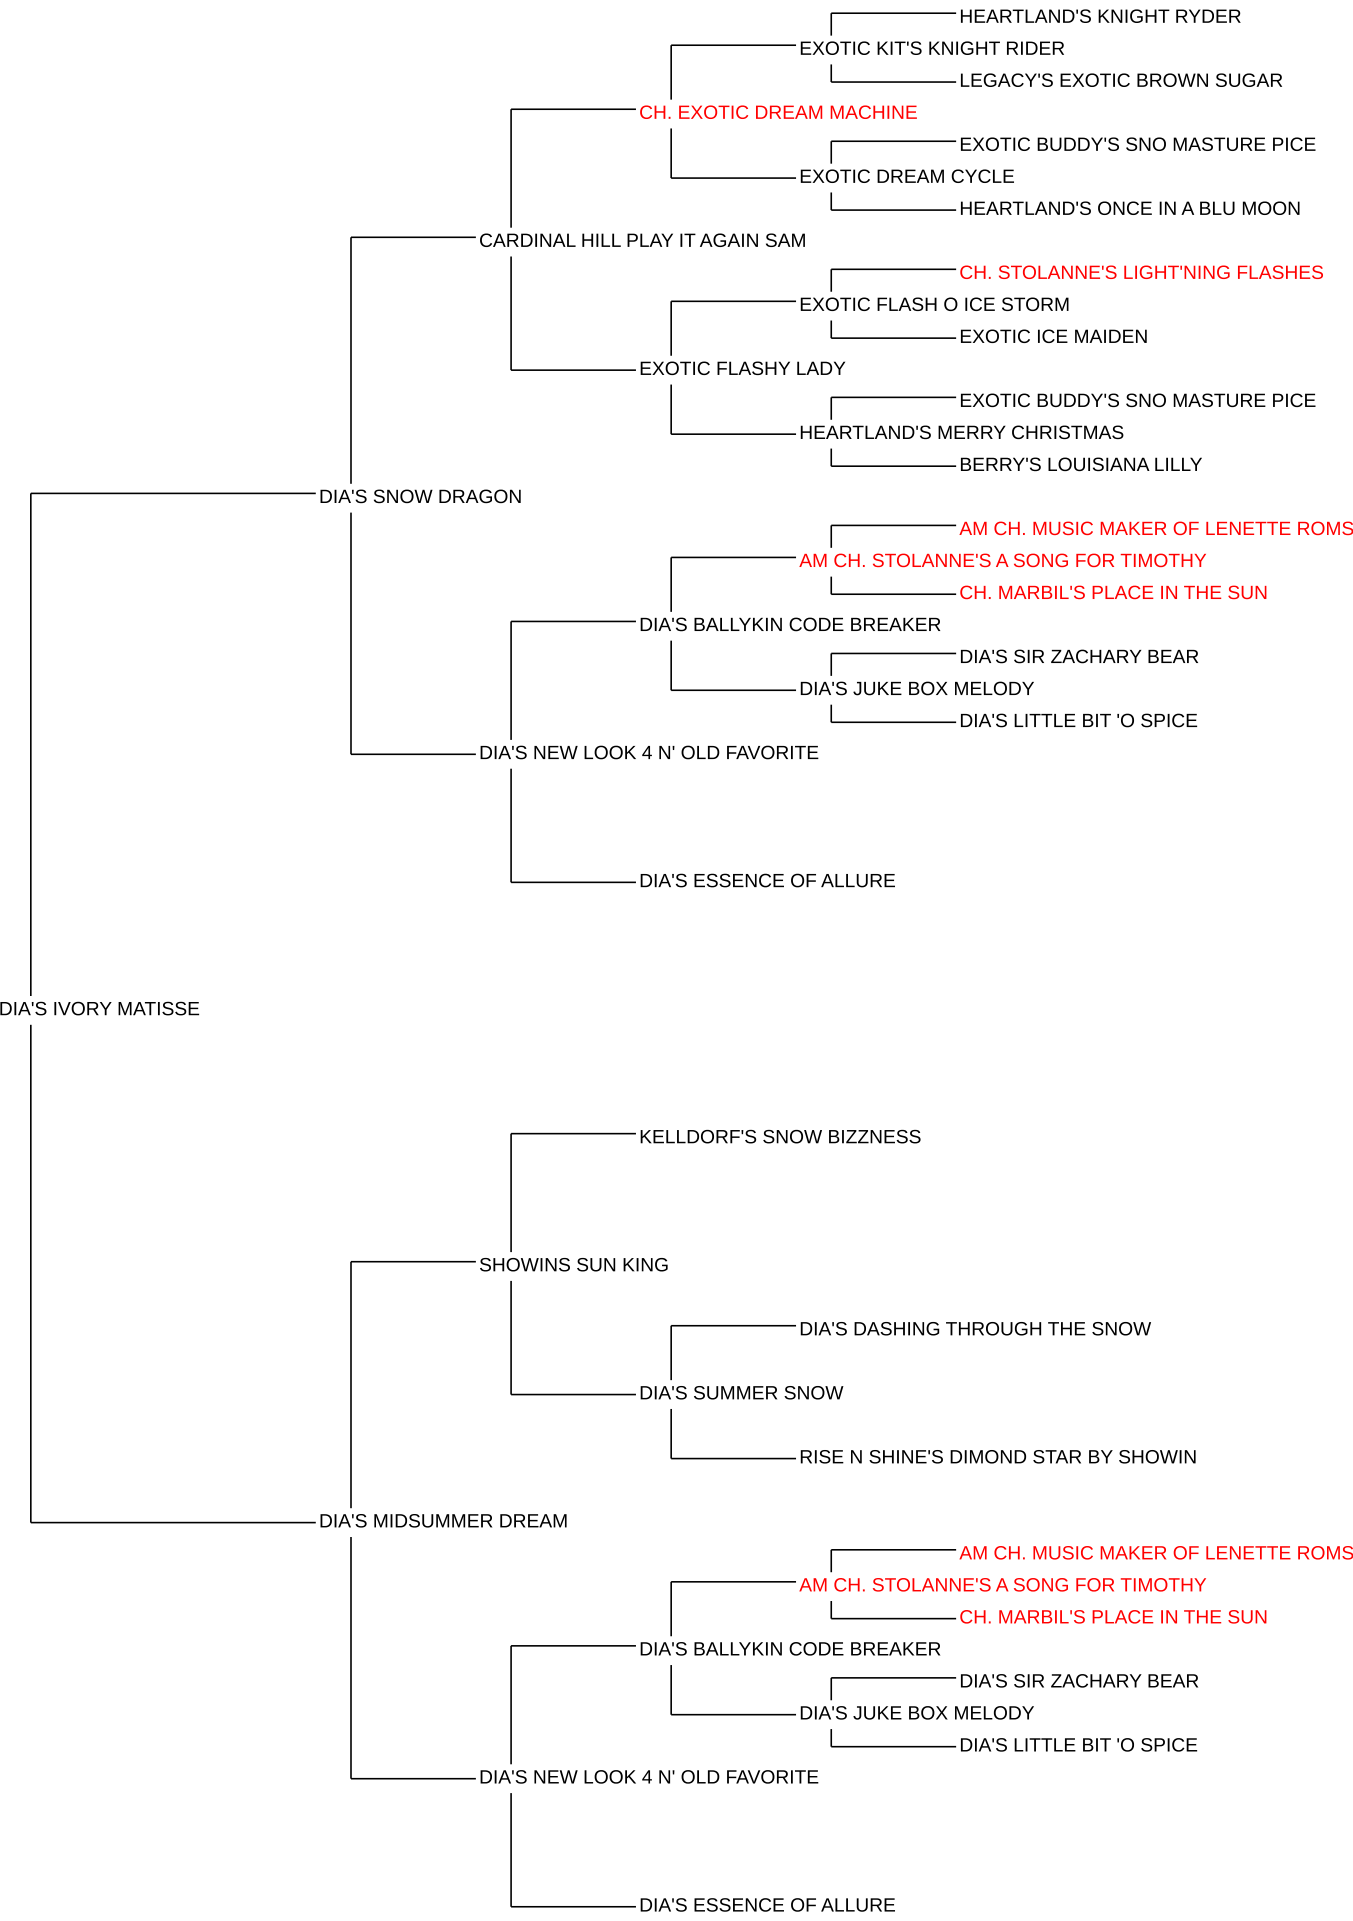 HEARTLAND'S KNIGHT RYDER
EXOTIC KIT'S KNIGHT RIDER
LEGACY'S EXOTIC BROWN SUGAR
CH. EXOTIC DREAM MACHINE
EXOTIC BUDDY'S SNO MASTURE PICE
EXOTIC DREAM CYCLE
HEARTLAND'S ONCE IN A BLU MOON
CARDINAL HILL PLAY IT AGAIN SAM
CH. STOLANNE'S LIGHT'NING FLASHES
EXOTIC FLASH O ICE STORM
EXOTIC ICE MAIDEN
EXOTIC FLASHY LADY
EXOTIC BUDDY'S SNO MASTURE PICE
HEARTLAND'S MERRY CHRISTMAS
BERRY'S LOUISIANA LILLY
DIA'S SNOW DRAGON
AM CH. MUSIC MAKER OF LENETTE ROMS
AM CH. STOLANNE'S A SONG FOR TIMOTHY
CH. MARBIL'S PLACE IN THE SUN
DIA'S BALLYKIN CODE BREAKER
DIA'S SIR ZACHARY BEAR
DIA'S JUKE BOX MELODY
DIA'S LITTLE BIT 'O SPICE
DIA'S NEW LOOK 4 N' OLD FAVORITE
DIA'S ESSENCE OF ALLURE
DIA'S IVORY MATISSE
KELLDORF'S SNOW BIZZNESS
SHOWINS SUN KING
DIA'S DASHING THROUGH THE SNOW
DIA'S SUMMER SNOW
RISE N SHINE'S DIMOND STAR BY SHOWIN
DIA'S MIDSUMMER DREAM
AM CH. MUSIC MAKER OF LENETTE ROMS
AM CH. STOLANNE'S A SONG FOR TIMOTHY
CH. MARBIL'S PLACE IN THE SUN
DIA'S BALLYKIN CODE BREAKER
DIA'S SIR ZACHARY BEAR
DIA'S JUKE BOX MELODY
DIA'S LITTLE BIT 'O SPICE
DIA'S NEW LOOK 4 N' OLD FAVORITE
DIA'S ESSENCE OF ALLURE